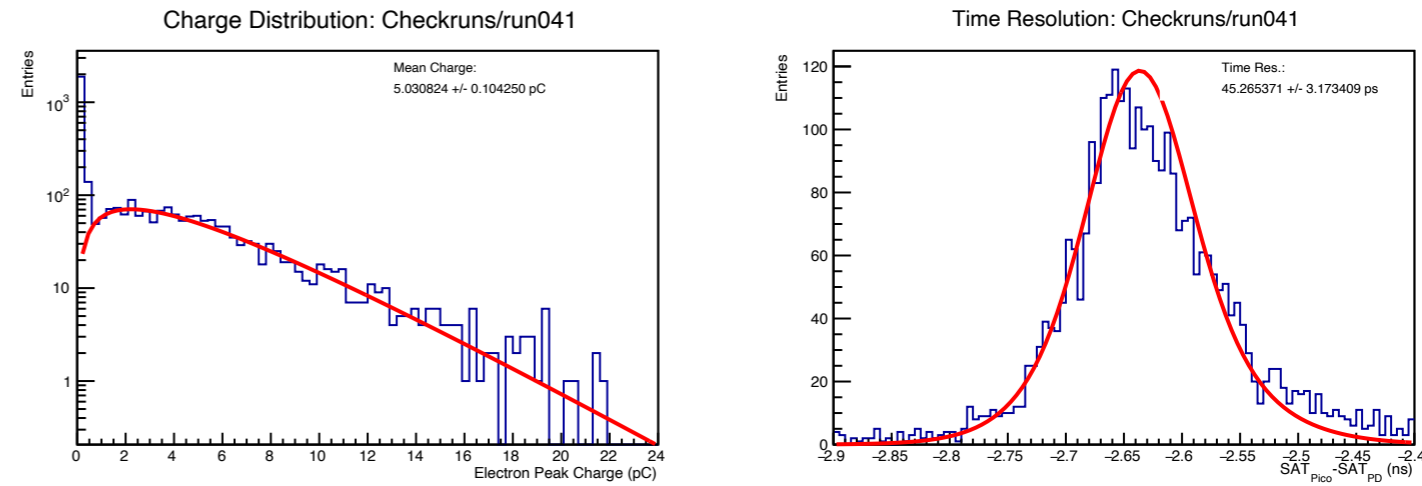 Charge Distribution: Checkruns/run041
Entries
Mean Charge:
5.030824 +/- 0.104250 pC
10³
10²
10
1
0 2 4 6 8 10 12 14 16 18 20 22 24
Electron Peak Charge (pC)
Time Resolution: Checkruns/run041
Entries
Time Res.:
45.265371 +/- 3.173409 ps
120
100
80
60
40
20
0
−2.9 −2.85 −2.8 −2.75 −2.7 −2.65 −2.6 −2.55 −2.5 −2.45 −2.4
SAT_Pico-SAT_PD (ns)